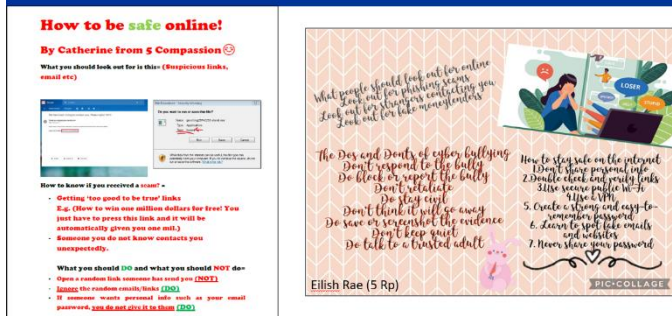 How to be safe online!
By Catherine from 5 Compassion
What you should look out for is this= (Suspicious links,
email etc)
How to know if you received a scam? =
Getting 'too good to be true' links
E.g. (How to win one million dollars for free! You
just have to press this link and it will be
automatically given you one mil.)
Someone you do not know contacts you
unexpectedly.
What you should DO and what you should NOT do=
Open a random link someone has send you (NOT)
Ignore the random emails/links (DO)
If someone wants personal info such as your email
password, you do not give it to them (DO)
What people should look out for online
Look out for phishing scams
Look out for strangers contacting you
Look out for fake moneylenders
The Dos and Donts of cyber bullying
Don't respond to the bully
Do block or report the bully
Don't retaliate
Do stay civil
Don't think it will go away
Do save or screenshot the evidence
Don't keep quiet
Do talk to a trusted adult
LOSER
STUPID
How to stay safe on the internet
1.Don't share personal info
2.Double check and verify links
3.Use secure public Wi-Fi
4.Use a VPN
5. Create a strong and easy-to-
remember password
6. Learn to spot fake emails
and websites
7. Never share your password
Eilish Rae (5 Rp)
PIC•COLLAGE